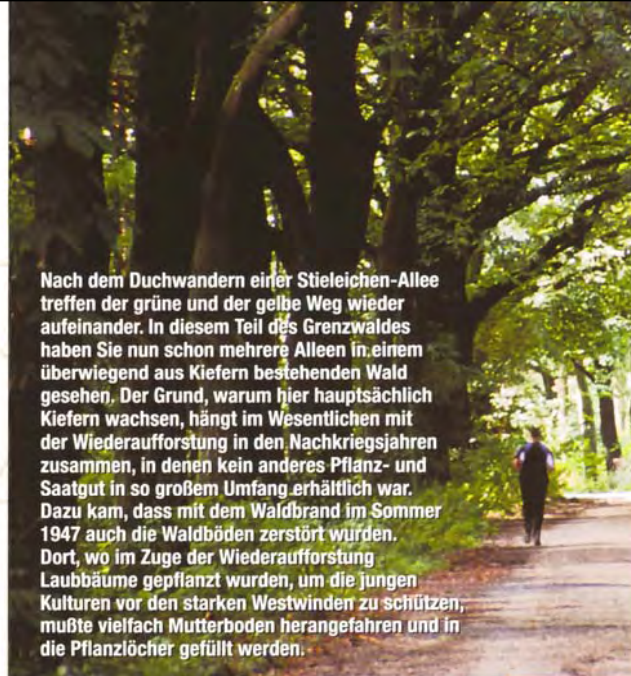 Nach dem Duchwandern einer Stieleichen-Allee
treffen der grüne und der gelbe Weg wieder
aufeinander. In diesem Teil des Grenzwaldes
haben Sie nun schon mehrere Alleen in einem
überwiegend aus Kiefern bestehenden Wald
gesehen. Der Grund, warum hier hauptsächlich
Kiefern wachsen, hängt im Wesentlichen mit
der Wiederaufforstung in den Nachkriegsjahren
zusammen, in denen kein anderes Pflanz- und
Saatgut in so großem Umfang erhältlich war.
Dazu kam, dass mit dem Waldbrand im Sommer
1947 auch die Waldböden zerstört wurden.
Dort, wo im Zuge der Wiederaufforstung
Laubbäume gepflanzt wurden, um die jungen
Kulturen vor den starken Westwinden zu schützen,
mußte vielfach Mutterboden herangefahren und in
die Pflanzlöcher gefüllt werden.